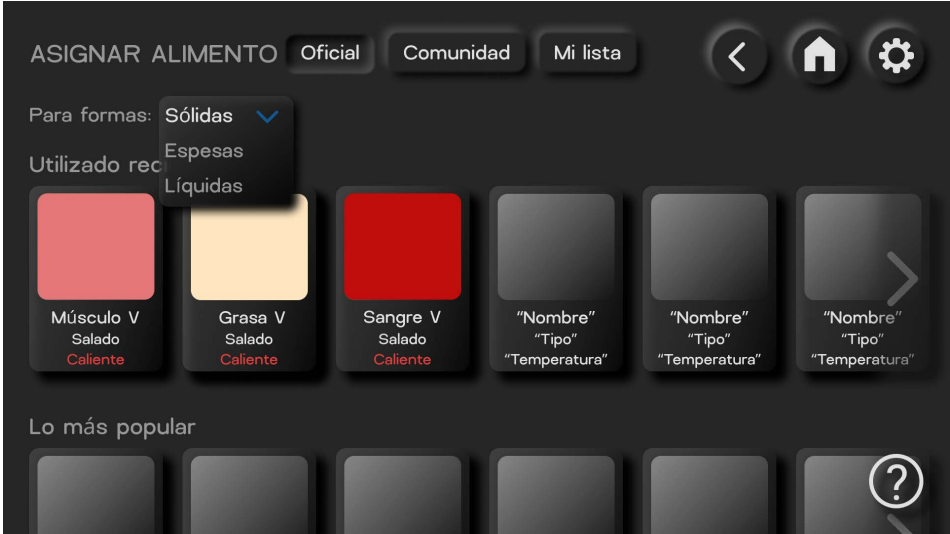 ASIGNAR ALIMENTO Oficial Comunidad Mi lista
Para formas: Sólidas
Espesas
Utilizado
Líquidas
Músculo V Grasa V Sangre V "Nombre" "Nombre" "Nombre"
Salado Salado Salado "Tipo" "Tipo" "Tipo"
Caliente Caliente Caliente "Temperatura" "Temperatura" "Temperatura"
Lo más popular
?